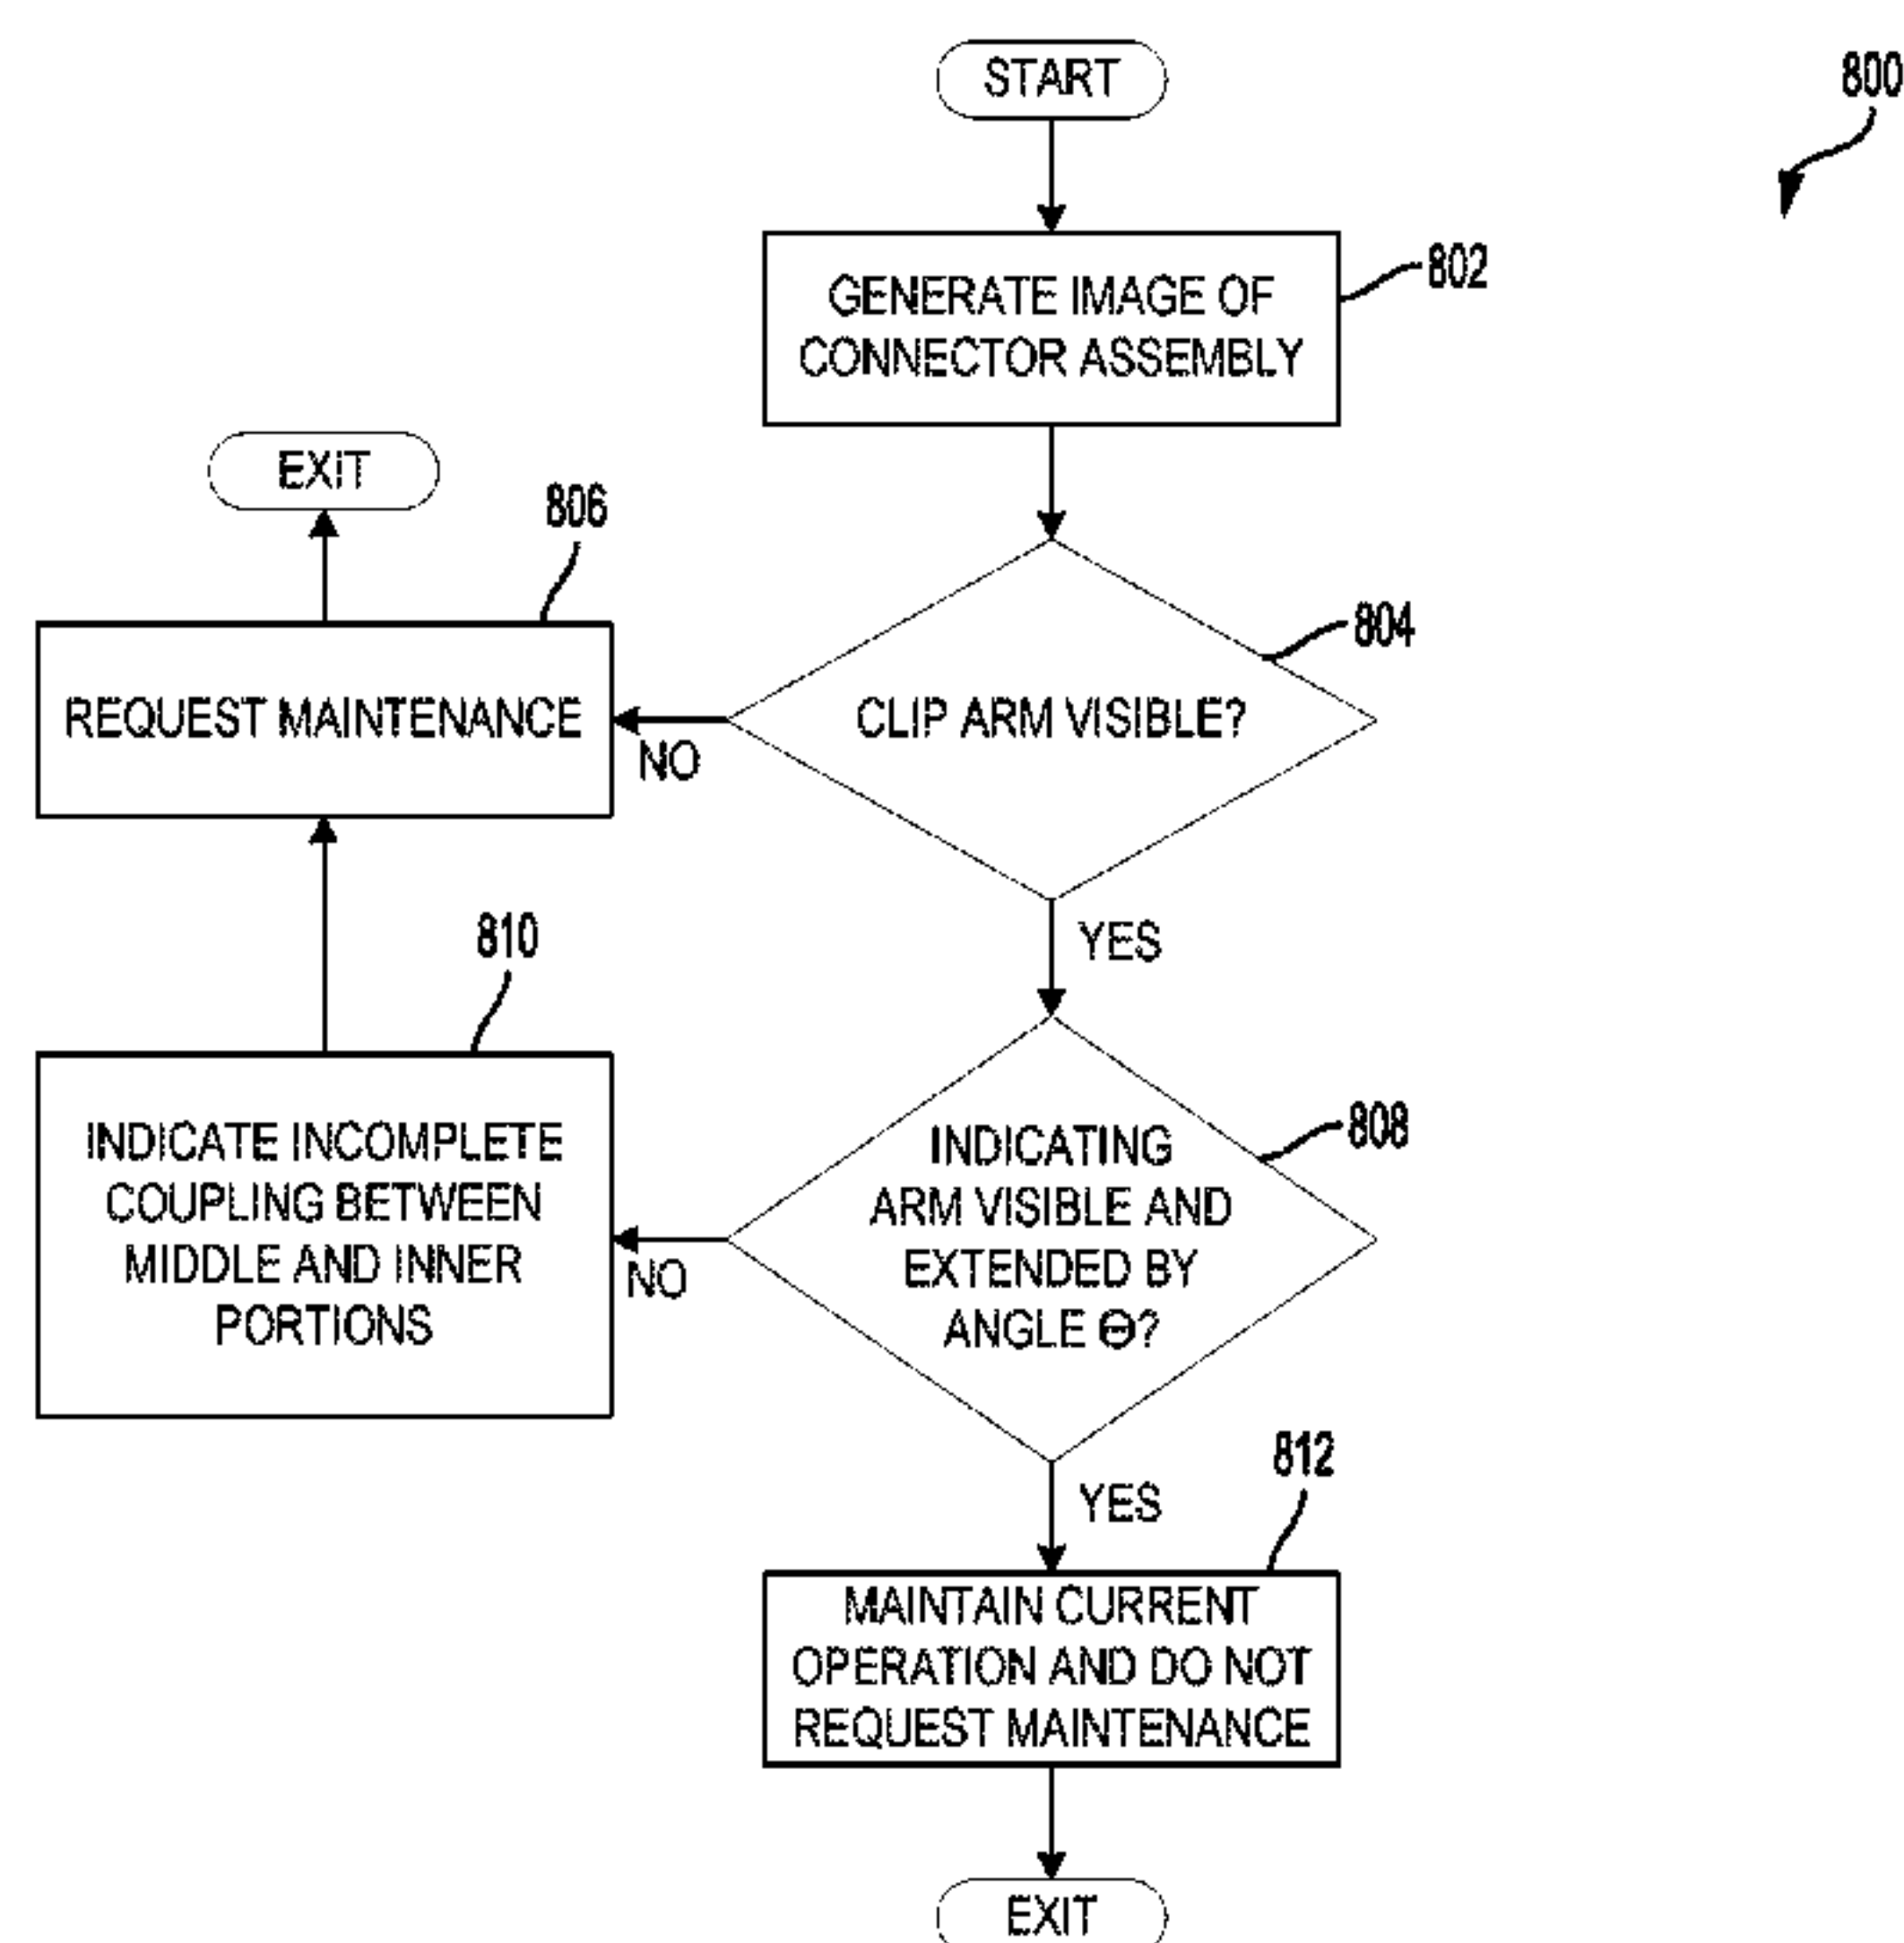 START
800
GENERATE IMAGE OF
CONNECTOR ASSEMBLY
802
EXIT
806
804
REQUEST MAINTENANCE
NO
CLIP ARM VISIBLE?
YES
810
808
INDICATE INCOMPLETE
COUPLING BETWEEN
MIDDLE AND INNER
PORTIONS
NO
INDICATING
ARM VISIBLE AND
EXTENDED BY
ANGLE Θ?
YES
812
MAINTAIN CURRENT
OPERATION AND DO NOT
REQUEST MAINTENANCE
EXIT